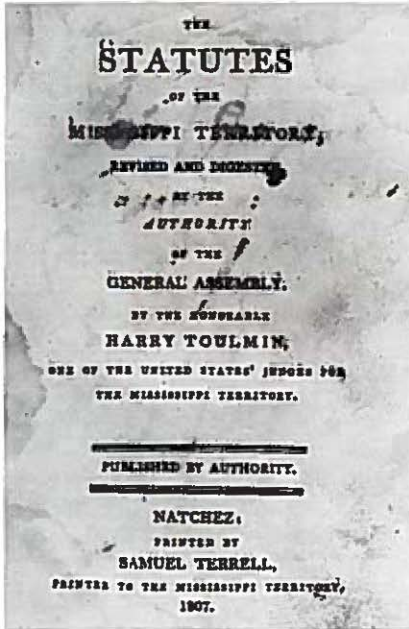 THE
STATUTES
OF THE
MISSISSIPPI TERRITORY,
REVISED AND DIGESTED
BY THE
AUTHORITY
OF THE
GENERAL ASSEMBLY.
BY THE HONORABLE
HARRY TOULMIN,
ONE OF THE UNITED STATES' JUDGES FOR
THE MISSISSIPPI TERRITORY.
PUBLISHED BY AUTHORITY.
NATCHEZ:
PRINTED BY
SAMUEL TERRELL,
PRINTER TO THE MISSISSIPPI TERRITORY,
1807.